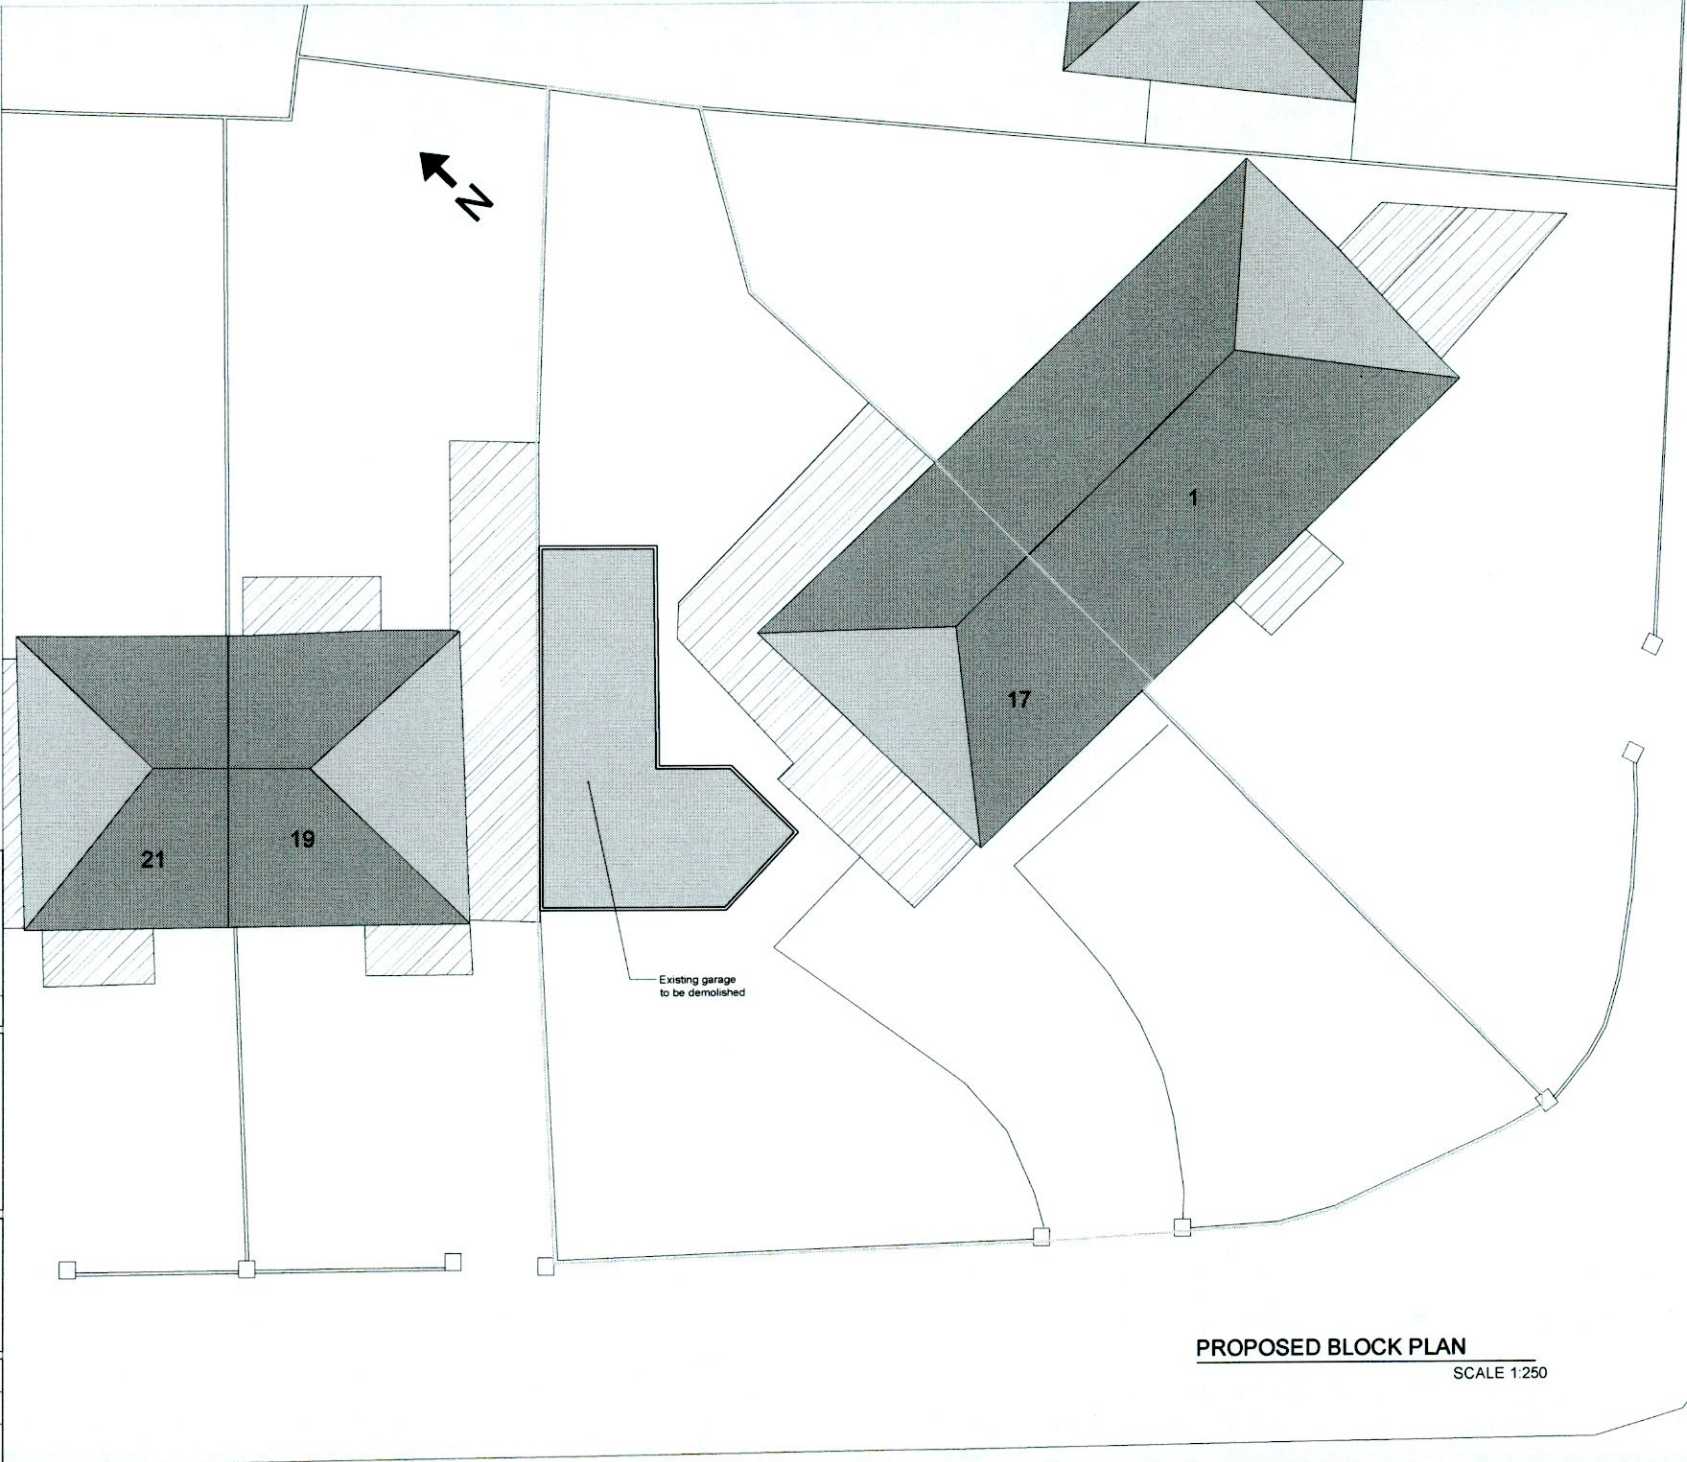 N
1
17
19
21
Existing garage
to be demolished
PROPOSED BLOCK PLAN
SCALE 1:250